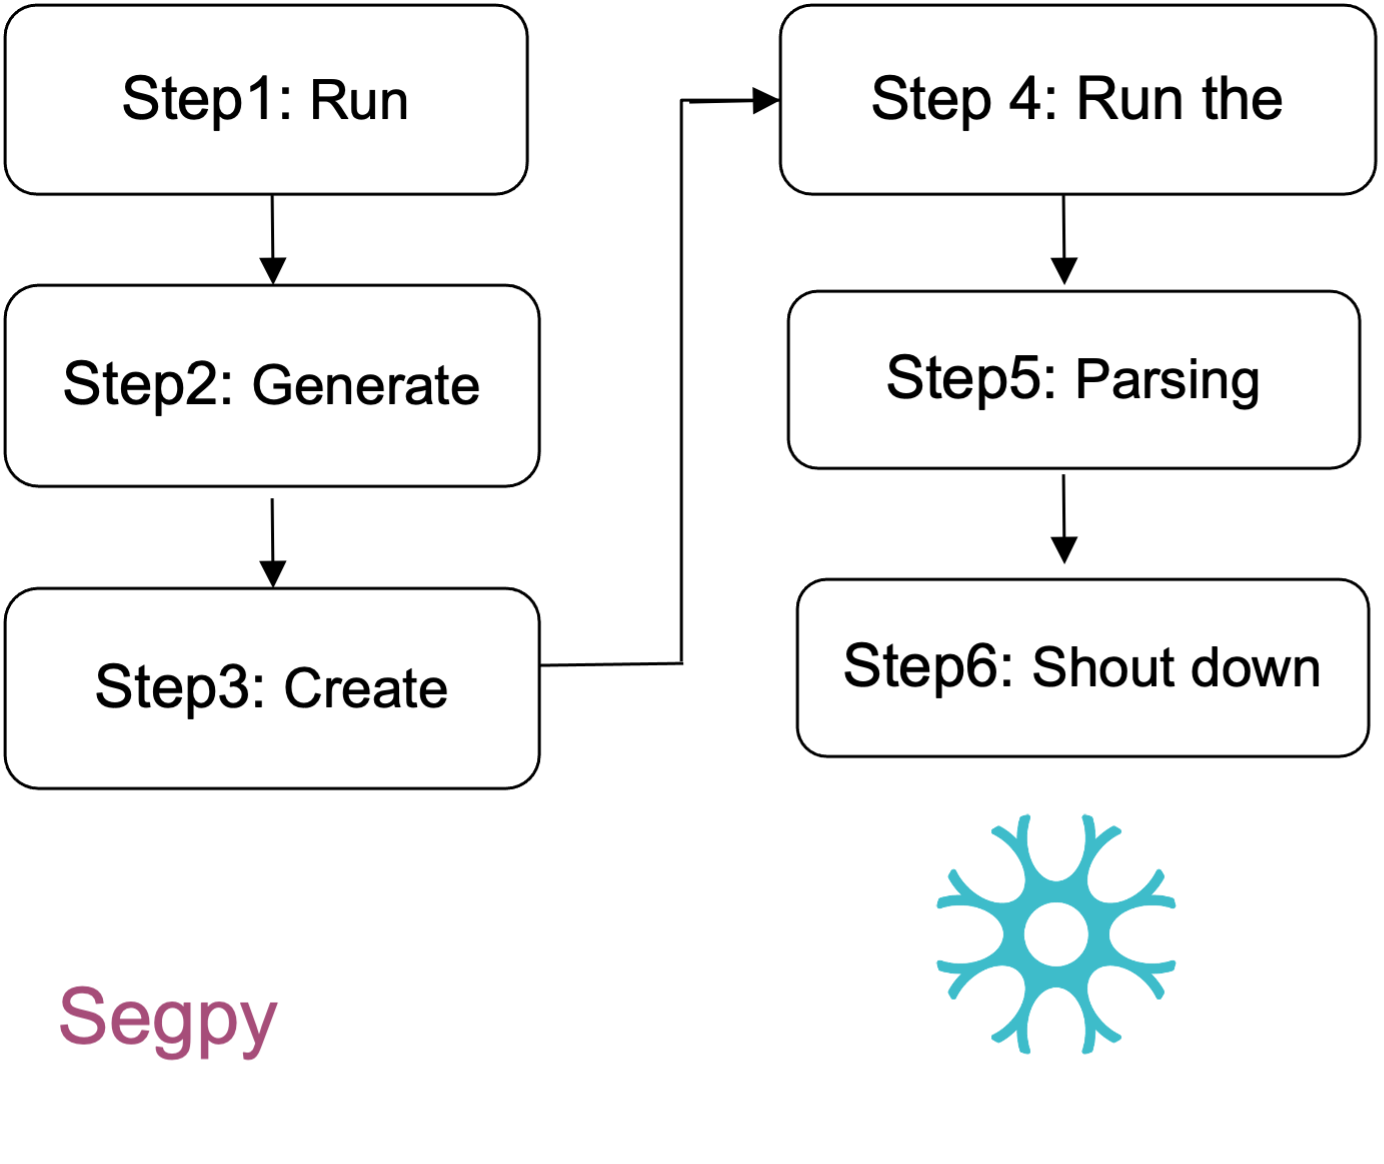 Step1: Run
Step2: Generate
Step3: Create
Step 4: Run the
Step5: Parsing
Step6: Shout down
Segpy